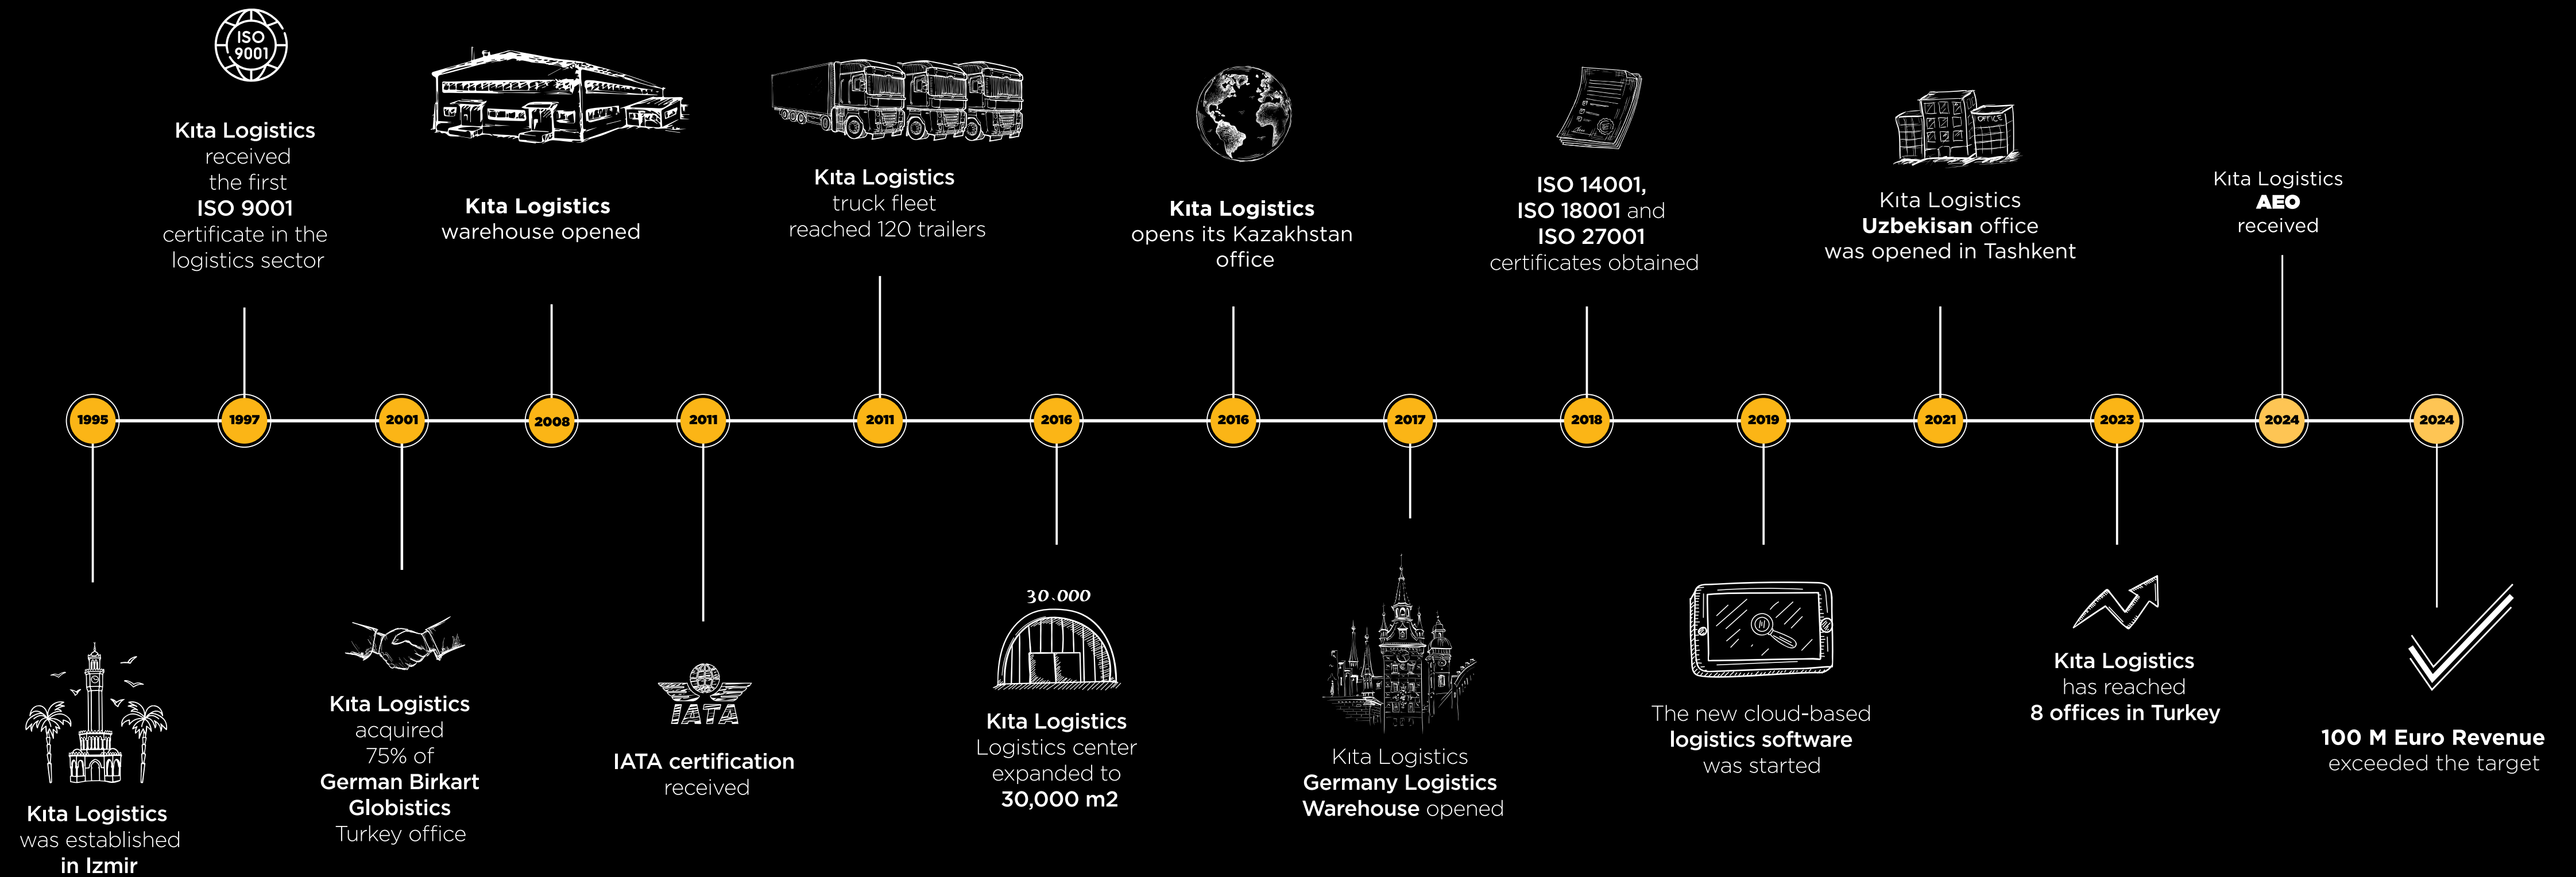 ISO
9001
Kıta Logistics
received
the first
ISO 9001
certificate in the
logistics sector
Kıta Logistics
warehouse opened
Kıta Logistics
truck fleet
reached 120 trailers
Kıta Logistics
opens its Kazakhstan
office
ISO 14001,
ISO 18001 and
ISO 27001
certificates obtained
OFFICE
Kıta Logistics
Uzbekisan office
was opened in Tashkent
Kıta Logistics
AEO
received
1995
1997
2001
2008
2011
2011
2016
2016
2017
2018
2019
2021
2023
2024
2024
Kıta Logistics
was established
in Izmir
Kıta Logistics
acquired
75% of
German Birkart
Globistics
Turkey office
IATA
IATA certification
received
30.000
Kıta Logistics
Logistics center
expanded to
30,000 m2
Kıta Logistics
Germany Logistics
Warehouse opened
The new cloud-based
logistics software
was started
Kıta Logistics
has reached
8 offices in Turkey
100 M Euro Revenue
exceeded the target